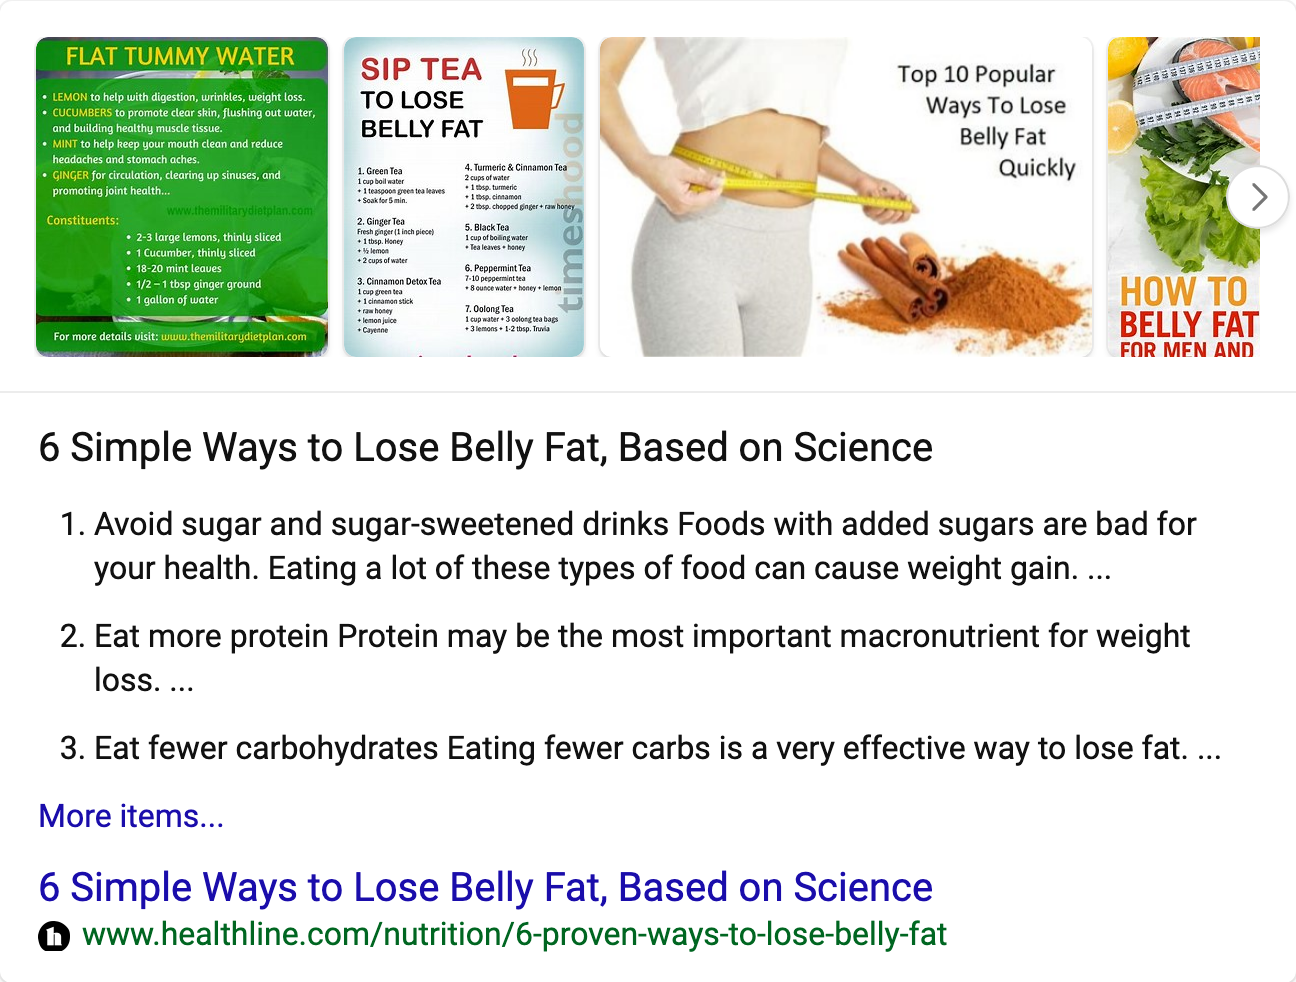 FLAT TUMMY WATER
• LEMON to help with digestion, wrinkles, weight loss.
• CUCUMBERS to promote clear skin, flushing out water,
and building healthy muscle tissue.
• MINT to help keep your mouth clean and reduce
headaches and stomach aches.
• GINGER for circulation, clearing up sinuses, and
promoting joint health...
www.themilitarydietplan.com
Constituents:
• 2-3 large lemons, thinly sliced
• 1 Cucumber, thinly sliced
• 18-20 mint leaves
• 1/2 – 1 tbsp ginger ground
• 1 gallon of water
For more details visit: www.themilitarydietplan.com
SIP TEA
TO LOSE
BELLY FAT
1. Green Tea
1 cup boil water
+ 1 teaspoon green tea leaves
+ Soak for 5 min.
2. Ginger Tea
Fresh ginger (1 inch piece)
+ 1 tbsp. Honey
+ ½ lemon
+ 2 cups of water
3. Cinnamon Detox Tea
1 cup green tea
+ 1 cinnamon stick
+ raw honey
+ lemon juice
+ Cayenne
4. Turmeric & Cinnamon Tea
2 cups of water
+ 1 tbsp. turmeric
+ 1 tbsp. cinnamon
+ 2 tbsp. chopped ginger + raw honey
5. Black Tea
1 cup of boiling water
+ Tea leaves + honey
6. Peppermint Tea
7-10 peppermint tea
+ 8 ounce water + honey + lemon
7. Oolong Tea
1 cup water + 3 oolong tea bags
+ 3 lemons + 1-2 tbsp. Truvia
timeshood
Top 10 Popular
Ways To Lose
Belly Fat
Quickly
HOW TO
BELLY FAT
FOR MEN AND
6 Simple Ways to Lose Belly Fat, Based on Science
1. Avoid sugar and sugar-sweetened drinks Foods with added sugars are bad for
your health. Eating a lot of these types of food can cause weight gain. ...
2. Eat more protein Protein may be the most important macronutrient for weight
loss. ...
3. Eat fewer carbohydrates Eating fewer carbs is a very effective way to lose fat. ...
More items...
6 Simple Ways to Lose Belly Fat, Based on Science
h www.healthline.com/nutrition/6-proven-ways-to-lose-belly-fat